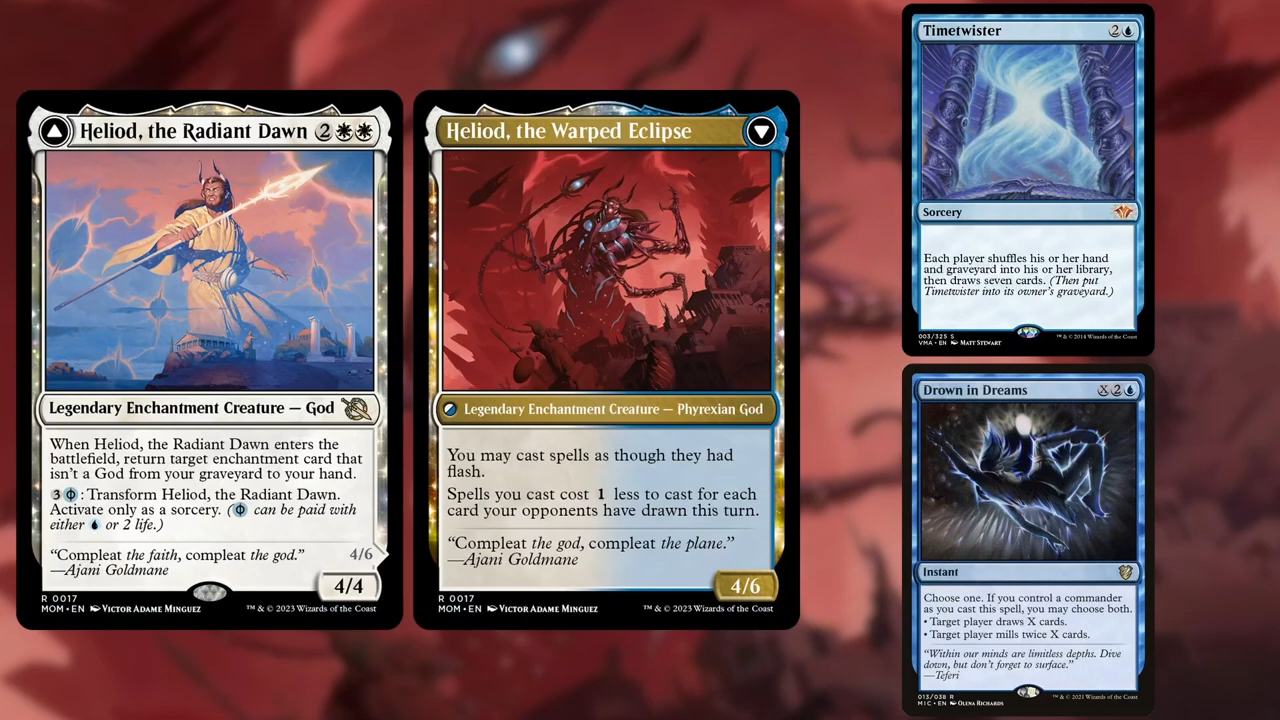 Heliod, the Radiant Dawn 2
Legendary Enchantment Creature — God
When Heliod, the Radiant Dawn enters the
battlefield, return target enchantment card that
isn't a God from your graveyard to your hand.
3 : Transform Heliod, the Radiant Dawn.
Activate only as a sorcery. ( can be paid with
either or 2 life.)
“Compleat the faith, compleat the god.”
—Ajani Goldmane
4/6
4/4
R 0017
MOM • EN VICTOR ADAME MINGUEZ
™ & © 2023 Wizards of the Coast
Heliod, the Warped Eclipse
Legendary Enchantment Creature — Phyrexian God
You may cast spells as though they had
flash.
Spells you cast cost 1 less to cast for each
card your opponents have drawn this turn.
“Compleat the god, compleat the plane.”
—Ajani Goldmane
4/6
R 0017
MOM • EN VICTOR ADAME MINGUEZ
™ & © 2023 Wizards of the Coast
Timetwister 2
Sorcery
Each player shuffles his or her hand
and graveyard into his or her library,
then draws seven cards. (Then put
Timetwister into its owner's graveyard.)
003/325 S
VMA • EN MATT STEWART
™ & © 2014 Wizards of the Coast
Drown in Dreams X 2
Instant
Choose one. If you control a commander
as you cast this spell, you may choose both.
• Target player draws X cards.
• Target player mills twice X cards.
“Within our minds are limitless depths. Dive
down, but don't forget to surface.”
—Teferi
013/038 R
MIC • EN OLENA RICHARDS
™ & © 2021 Wizards of the Coast